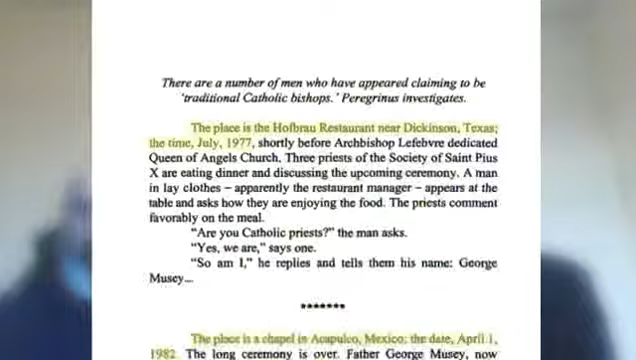 There are a number of men who have appeared claiming to be
'traditional Catholic bishops.' Peregrinus investigates.
The place is the Hofbrau Restaurant near Dickinson, Texas;
the time, July, 1977, shortly before Archbishop Lefebvre dedicated
Queen of Angels Church. Three priests of the Society of Saint Pius
X are eating dinner and discussing the upcoming ceremony. A man
in lay clothes – apparently the restaurant manager – appears at the
table and asks how they are enjoying the food. The priests comment
favorably on the meal.
"Are you Catholic priests?" the man asks.
"Yes, we are," says one.
"So am I," he replies and tells them his name: George
Musey...
*******
The place is a chapel in Acapulco, Mexico; the date, April 1,
1982. The long ceremony is over. Father George Musey, now